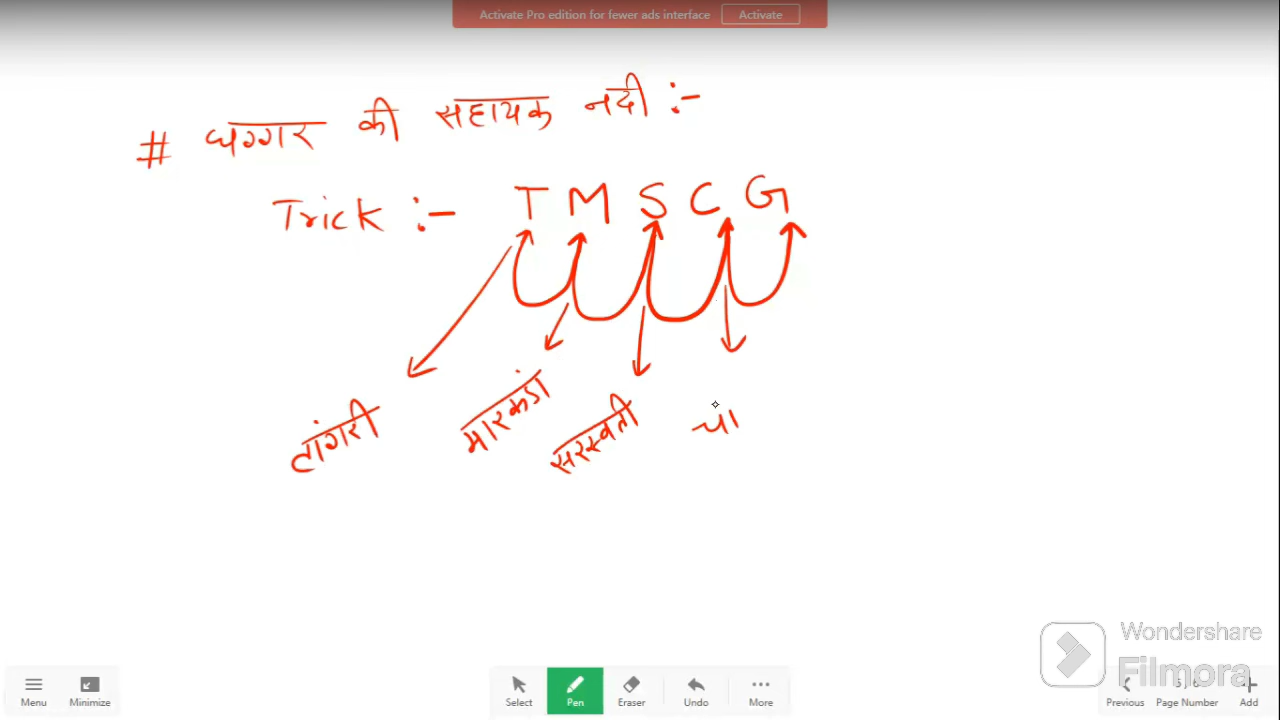 Activate Pro edition for fewer ads interface Activate
# घग्गर की सहायक नदी :-
Trick :- T M S C G
टांगरी मारकंडा सरस्वती चा
Wondershare
Filmora
Menu Minimize Select Pen Eraser Undo More Previous Page Number Add